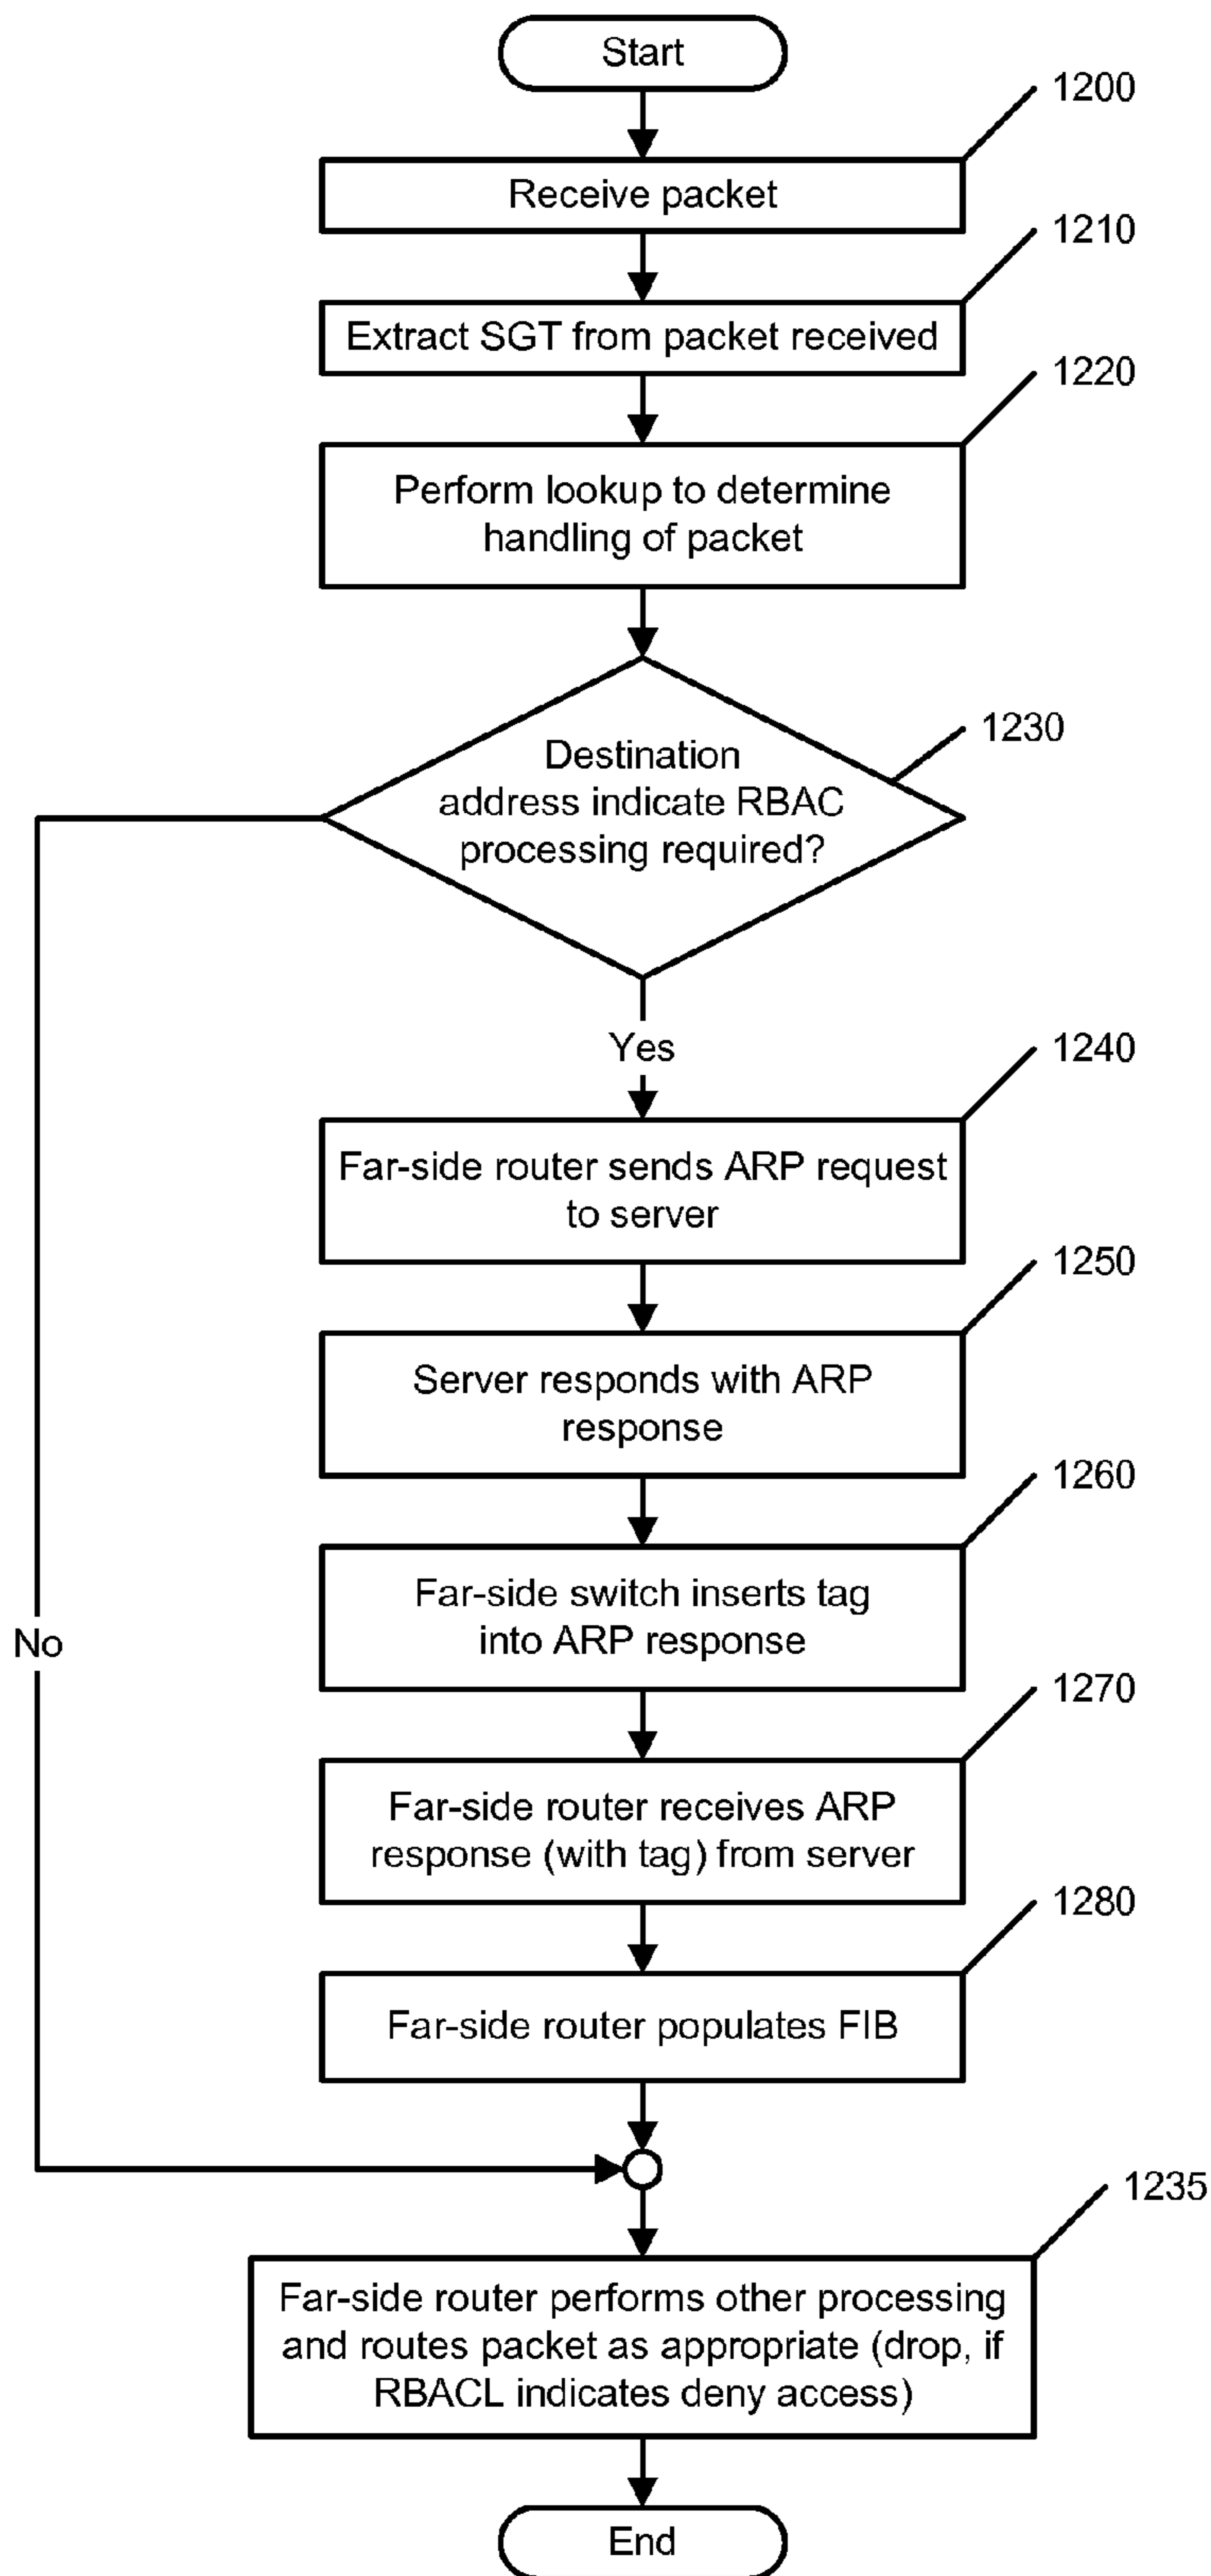 Start
1200
Receive packet
1210
Extract SGT from packet received
1220
Perform lookup to determine
handling of packet
1230
Destination
address indicate RBAC
processing required?
Yes
1240
Far-side router sends ARP request
to server
1250
Server responds with ARP
response
1260
Far-side switch inserts tag
into ARP response
No
1270
Far-side router receives ARP
response (with tag) from server
1280
Far-side router populates FIB
1235
Far-side router performs other processing
and routes packet as appropriate (drop, if
RBACL indicates deny access)
End